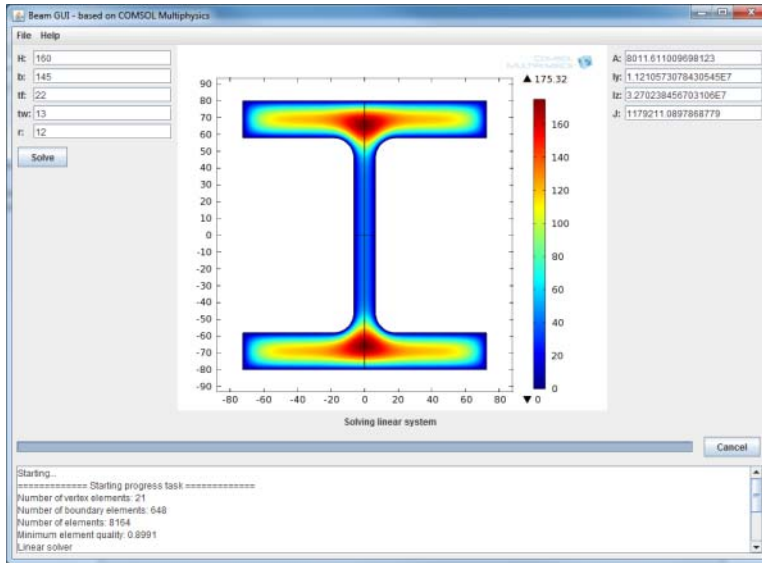 Beam GUI - based on COMSOL Multiphysics
File Help
H: 160
b: 145
tf: 22
tw: 13
r: 12
Solve
COMSOL
MULTIPHYSICS
▲ 175.32
90
80
70
60
50
40
30
20
10
0
-10
-20
-30
-40
-50
-60
-70
-80
-90
-80 -60 -40 -20 0 20 40 60 80
160
140
120
100
80
60
40
20
0
▼ 0
A: 8011.611009698123
Iy: 1.1210573078430545E7
Iz: 3.270238456703106E7
J: 1179211.0897868779
Solving linear system
Cancel
Starting...
============= Starting progress task =============
Number of vertex elements: 21
Number of boundary elements: 648
Number of elements: 8164
Minimum element quality: 0.8991
Linear solver